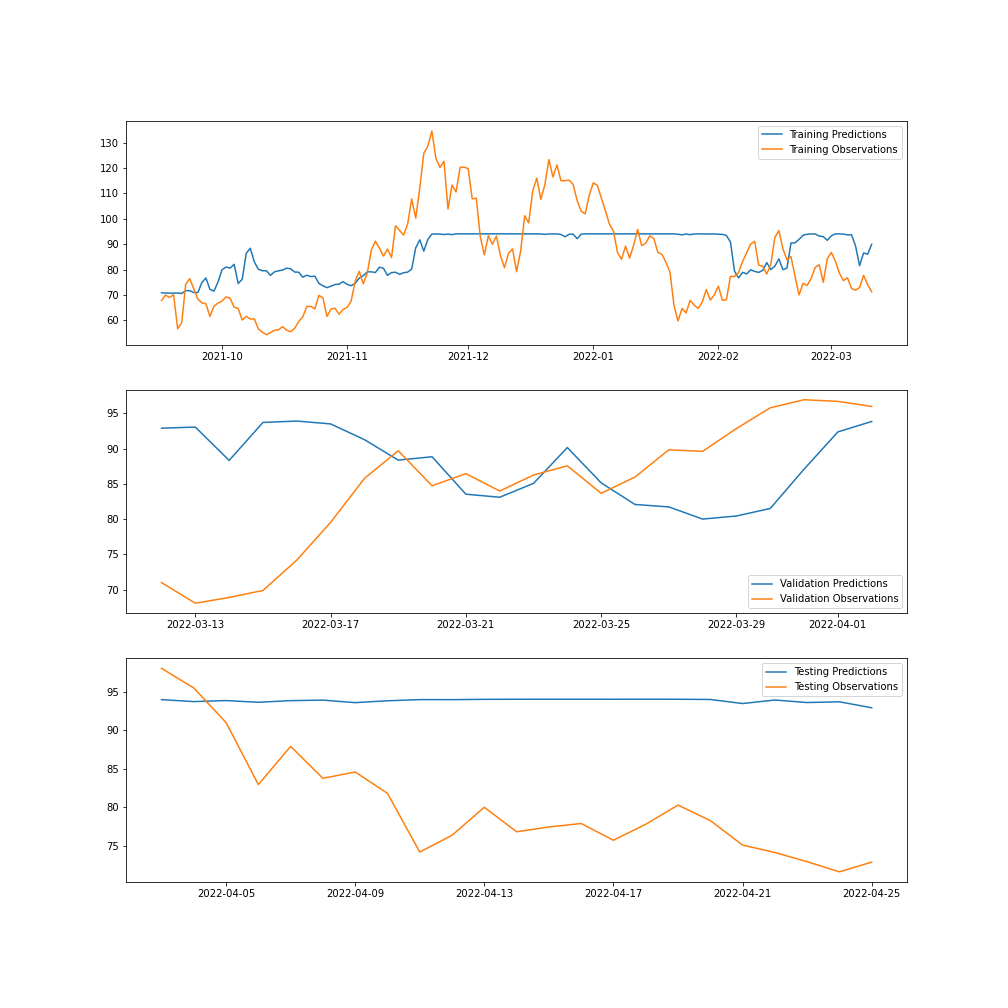 Training Predictions
Training Observations
130
120
110
100
90
80
70
60
2021-10 2021-11 2021-12 2022-01 2022-02 2022-03
95
90
85
80
75
70
Validation Predictions
Validation Observations
2022-03-13 2022-03-17 2022-03-21 2022-03-25 2022-03-29 2022-04-01
Testing Predictions
Testing Observations
95
90
85
80
75
2022-04-05 2022-04-09 2022-04-13 2022-04-17 2022-04-21 2022-04-25